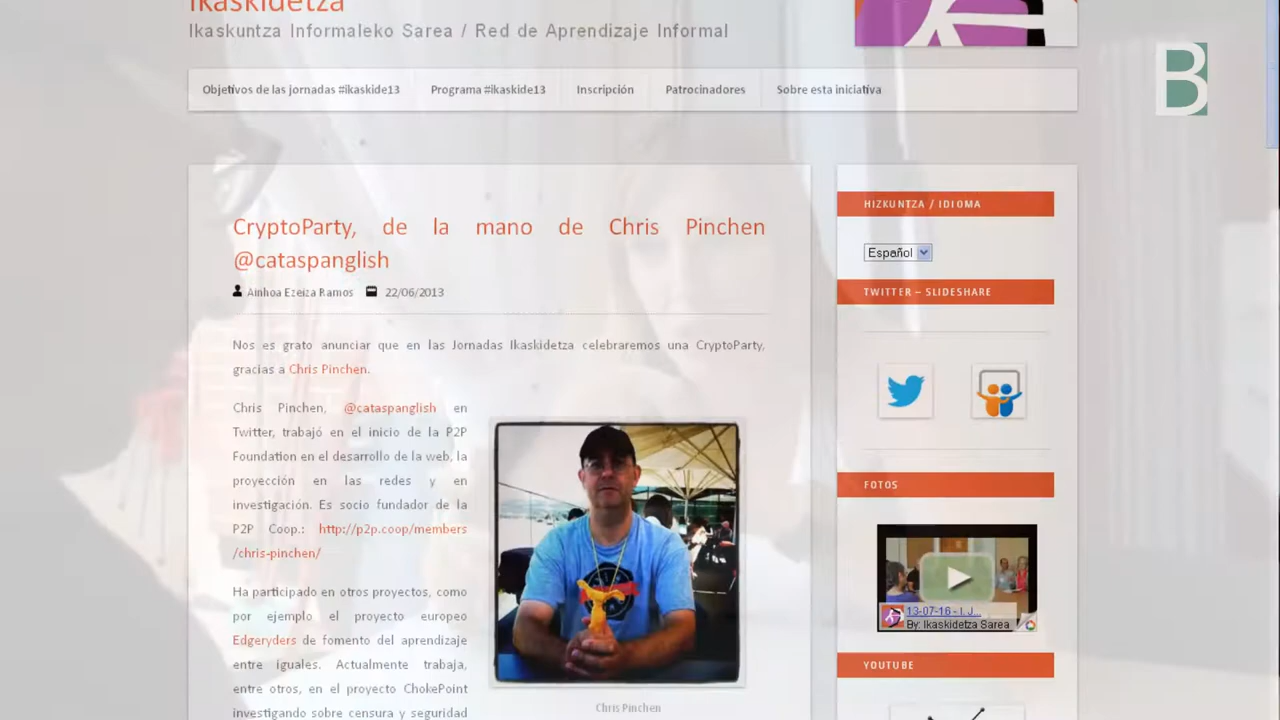 Ikaskidetza
Ikaskuntza Informaleko Sarea / Red de Aprendizaje Informal
B
Objetivos de las jornadas #ikaskide13
Programa #ikaskide13
Inscripción
Patrocinadores
Sobre esta iniciativa
CryptoParty, de la mano de Chris Pinchen
@cataspanglish
Ainhoa Ezeiza Ramos 22/06/2013
Nos es grato anunciar que en las Jornadas Ikaskidetza celebraremos una CryptoParty,
gracias a Chris Pinchen.
Chris Pinchen, @cataspanglish en
Twitter, trabajó en el inicio de la P2P
Foundation en el desarrollo de la web, la
proyección en las redes y en
investigación. Es socio fundador de la
P2P Coop.: http://p2p.coop/members
/chris-pinchen/
Ha participado en otros proyectos, como
por ejemplo el proyecto europeo
Edgeryders de fomento del aprendizaje
entre iguales. Actualmente trabaja,
entre otros, en el proyecto ChokePoint
investigando sobre censura y seguridad
Chris Pinchen
HIZKUNTZA / IDIOMA
Español
TWITTER – SLIDESHARE
FOTOS
13-07-16 - I. J...
By: Ikaskidetza Sarea
YOUTUBE